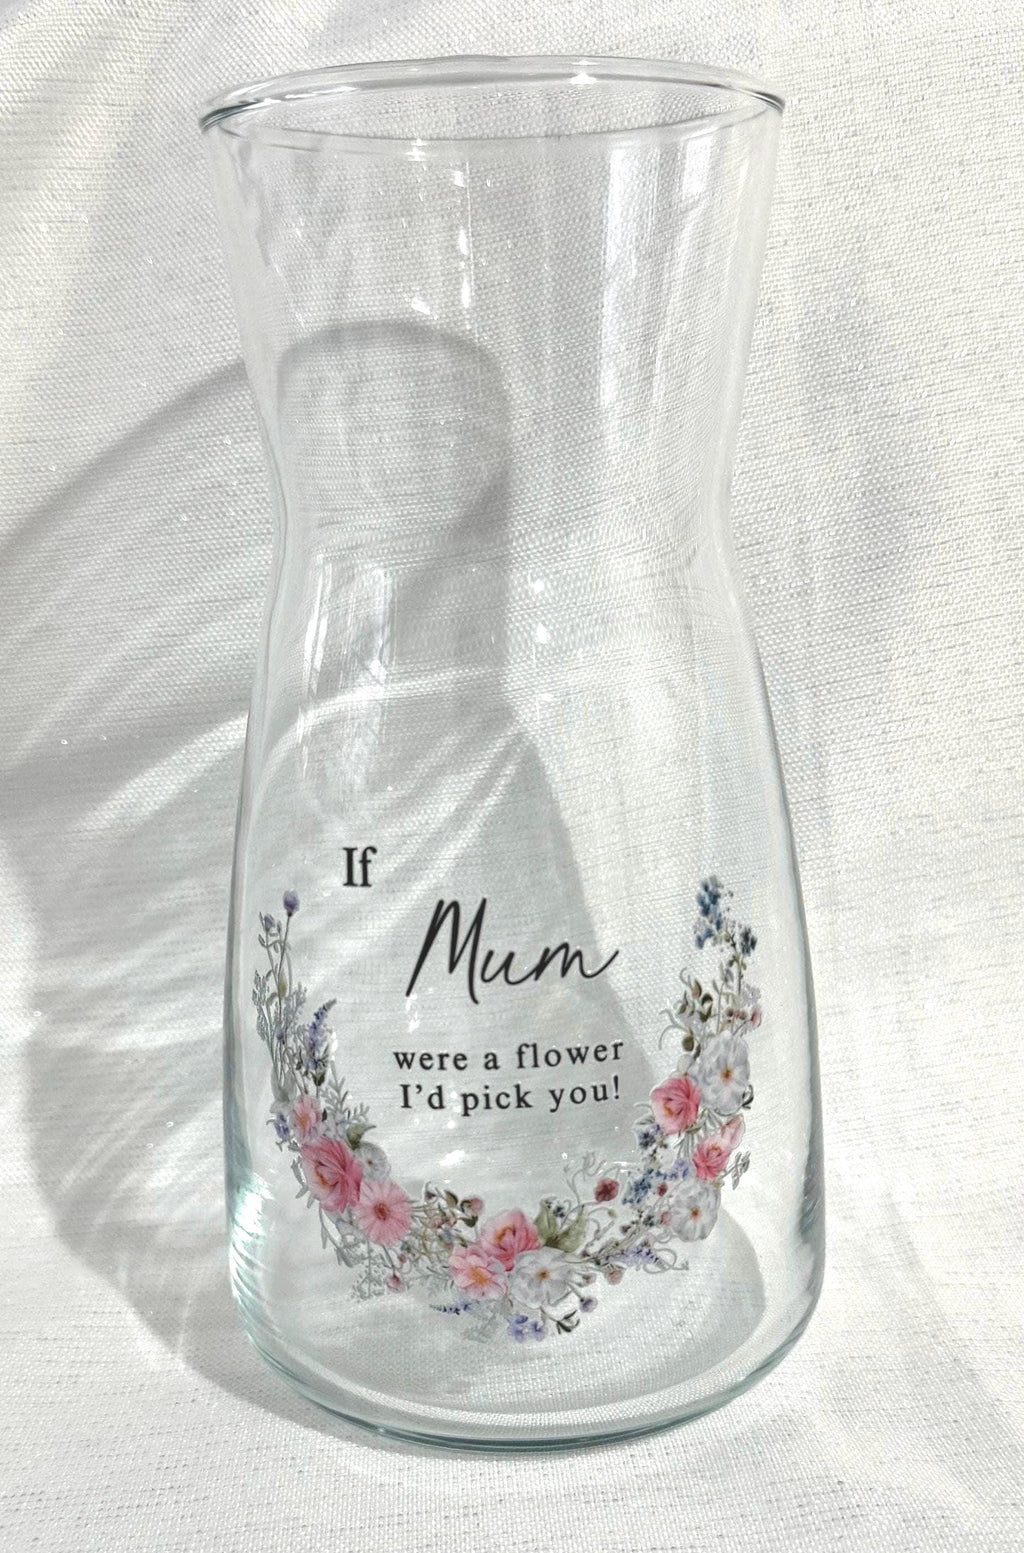 If
Mum
were a flower
I'd pick you!